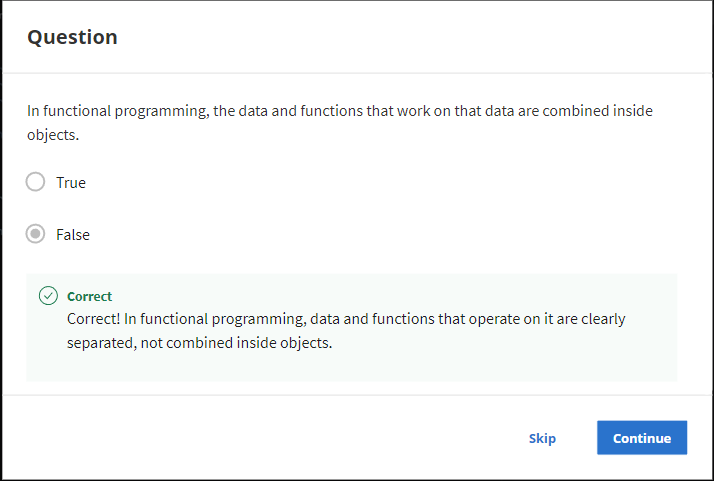 Question
In functional programming, the data and functions that work on that data are combined inside
objects.
True
False
Correct
Correct! In functional programming, data and functions that operate on it are clearly
separated, not combined inside objects.
Skip
Continue